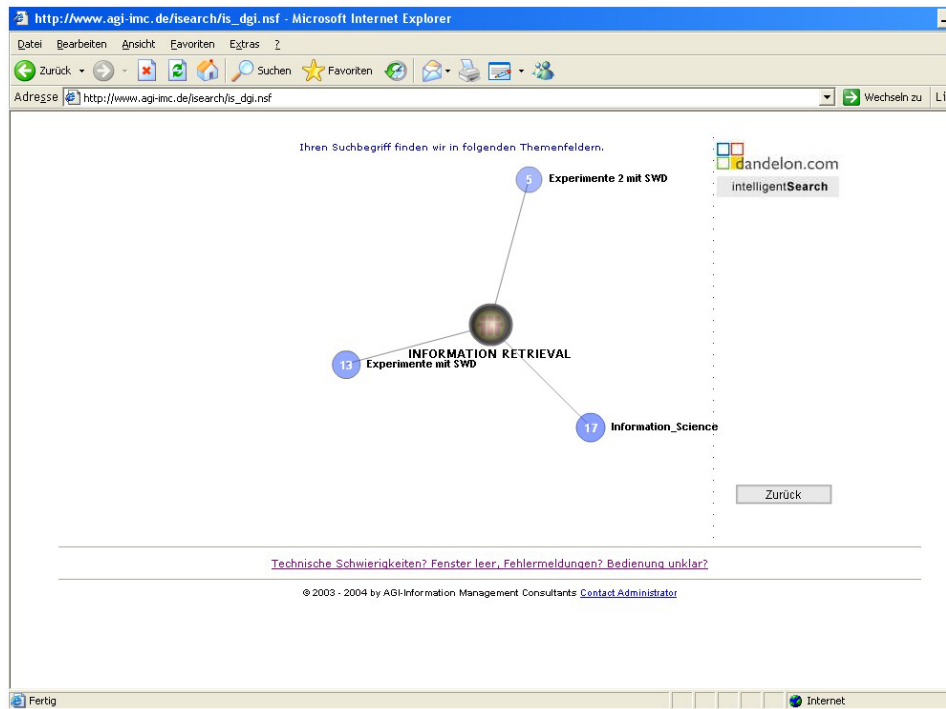 http://www.agi-imc.de/isearch/is_dgi.nsf - Microsoft Internet Explorer
Datei Bearbeiten Ansicht Favoriten Extras ?
Zurück Suchen Favoriten
Adresse http://www.agi-imc.de/isearch/is_dgi.nsf Wechseln zu Li
Ihren Suchbegriff finden wir in folgenden Themenfeldern.
dandelon.com
intelligentSearch
5 Experimente 2 mit SWD
INFORMATION RETRIEVAL
13 Experimente mit SWD
17 Information_Science
Zurück
Technische Schwierigkeiten? Fenster leer, Fehlermeldungen? Bedienung unklar?
© 2003 - 2004 by AGI-Information Management Consultants Contact Administrator
Fertig Internet